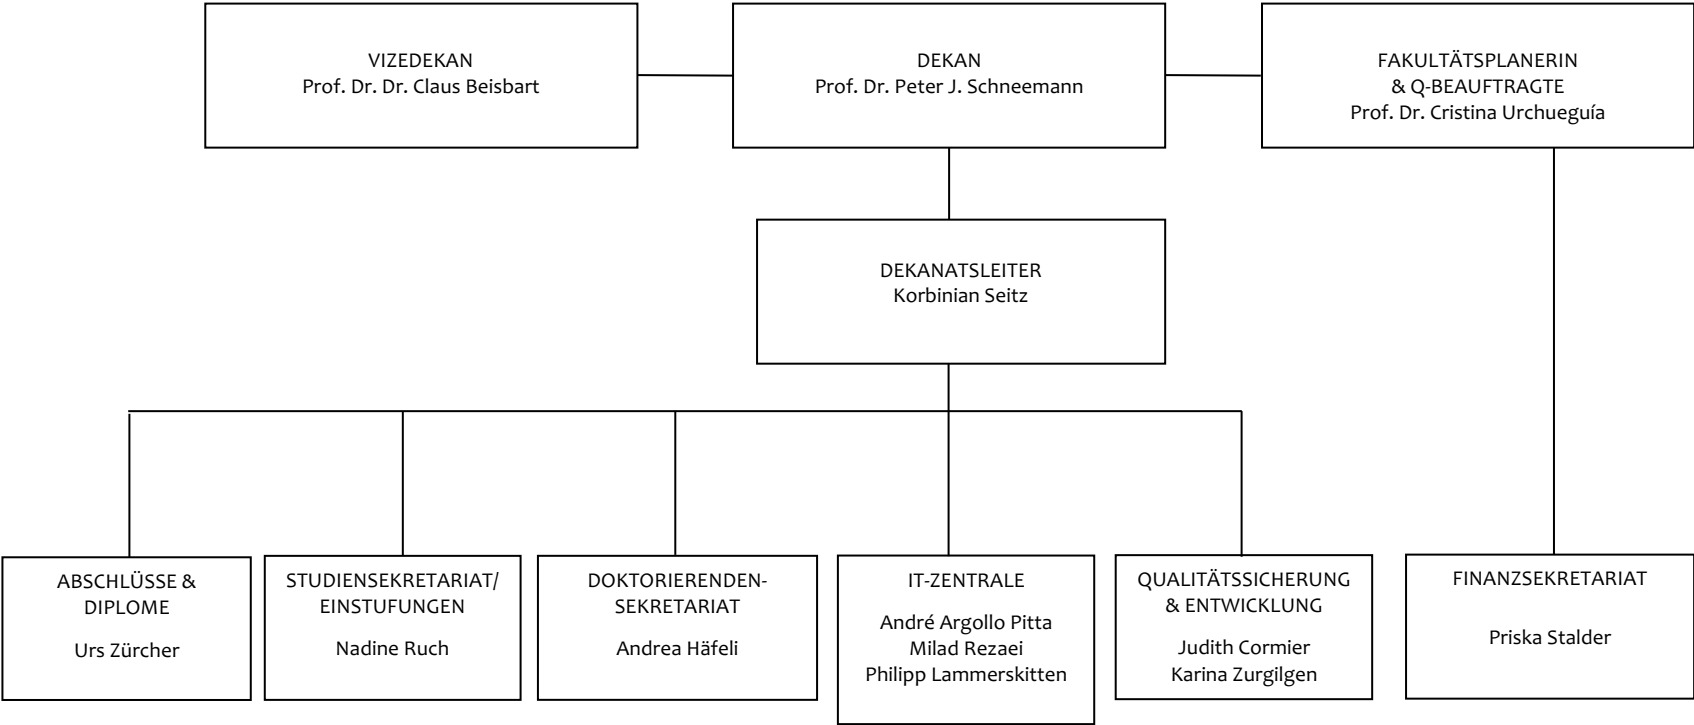 VIZEDEKAN
Prof. Dr. Dr. Claus Beisbart
DEKAN
Prof. Dr. Peter J. Schneemann
FAKULTÄTSPLANERIN
& Q-BEAUFTRAGTE
Prof. Dr. Cristina Urchueguía
DEKANATSLEITER
Korbinian Seitz
ABSCHLÜSSE &
DIPLOME
Urs Zürcher
STUDIENSEKRETARIAT/
EINSTUFUNGEN
Nadine Ruch
DOKTORIERENDEN-
SEKRETARIAT
Andrea Häfeli
IT-ZENTRALE
André Argollo Pitta
Milad Rezaei
Philipp Lammerskitten
QUALITÄTSSICHERUNG
& ENTWICKLUNG
Judith Cormier
Karina Zurgilgen
FINANZSEKRETARIAT
Priska Stalder